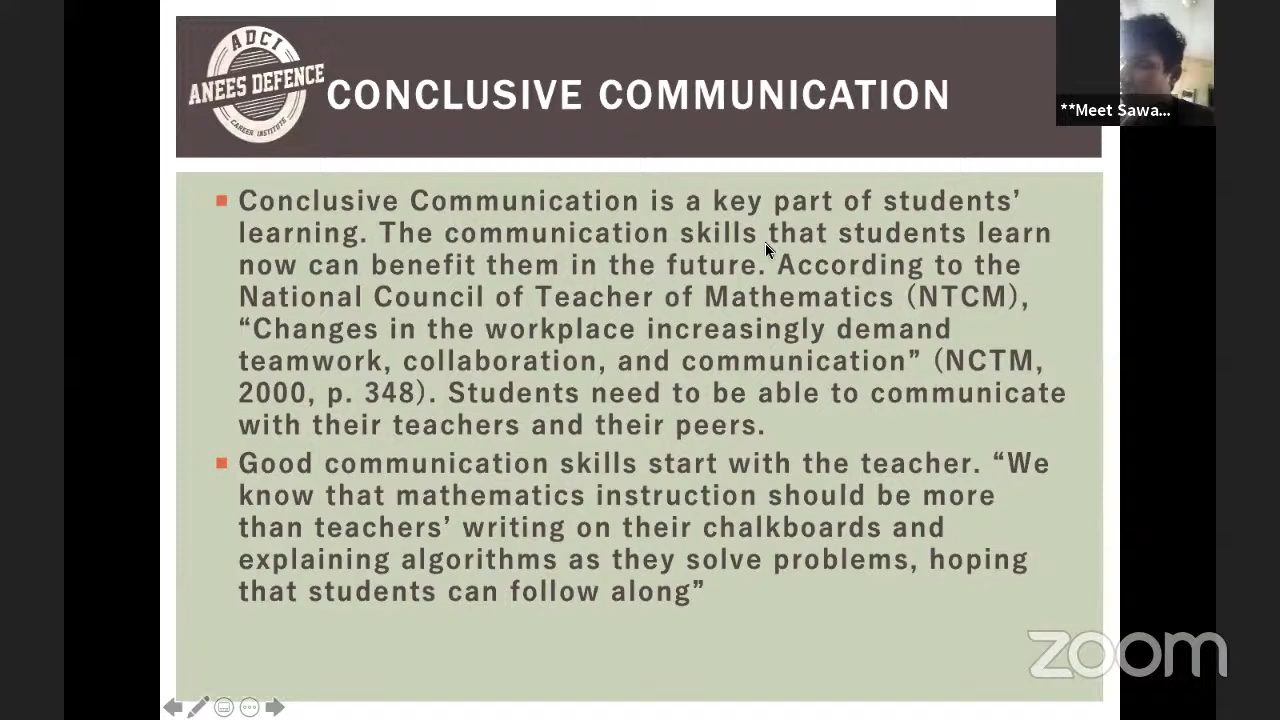 ADCI
ANEES DEFENCE
CAREER INSTITUTE
CONCLUSIVE COMMUNICATION
**Meet Sawa...
Conclusive Communication is a key part of students’
learning. The communication skills that students learn
now can benefit them in the future. According to the
National Council of Teacher of Mathematics (NTCM),
“Changes in the workplace increasingly demand
teamwork, collaboration, and communication” (NCTM,
2000, p. 348). Students need to be able to communicate
with their teachers and their peers.
Good communication skills start with the teacher. “We
know that mathematics instruction should be more
than teachers’ writing on their chalkboards and
explaining algorithms as they solve problems, hoping
that students can follow along”
zoom